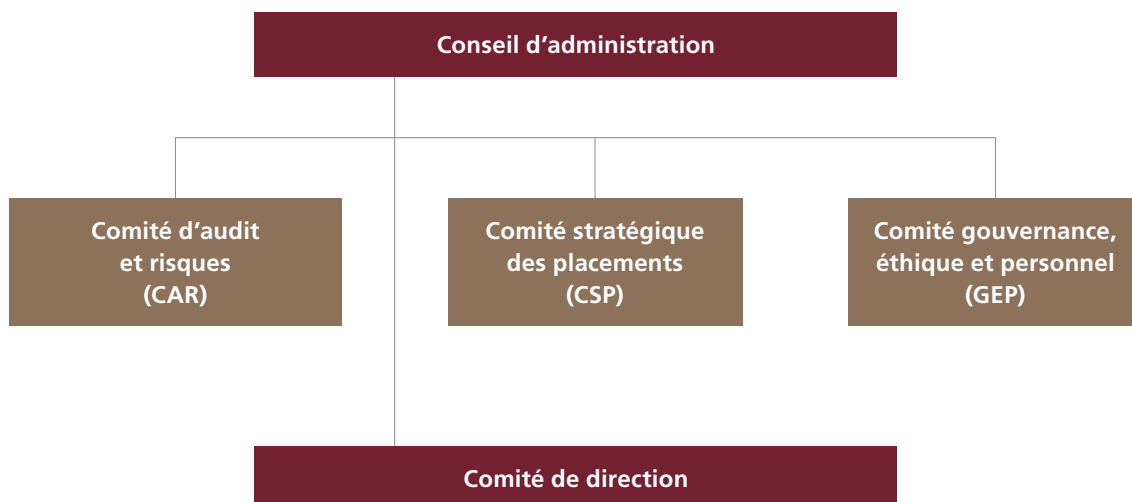 Conseil d’administration
Comité d’audit
et risques
(CAR)
Comité stratégique
des placements
(CSP)
Comité gouvernance,
éthique et personnel
(GEP)
Comité de direction